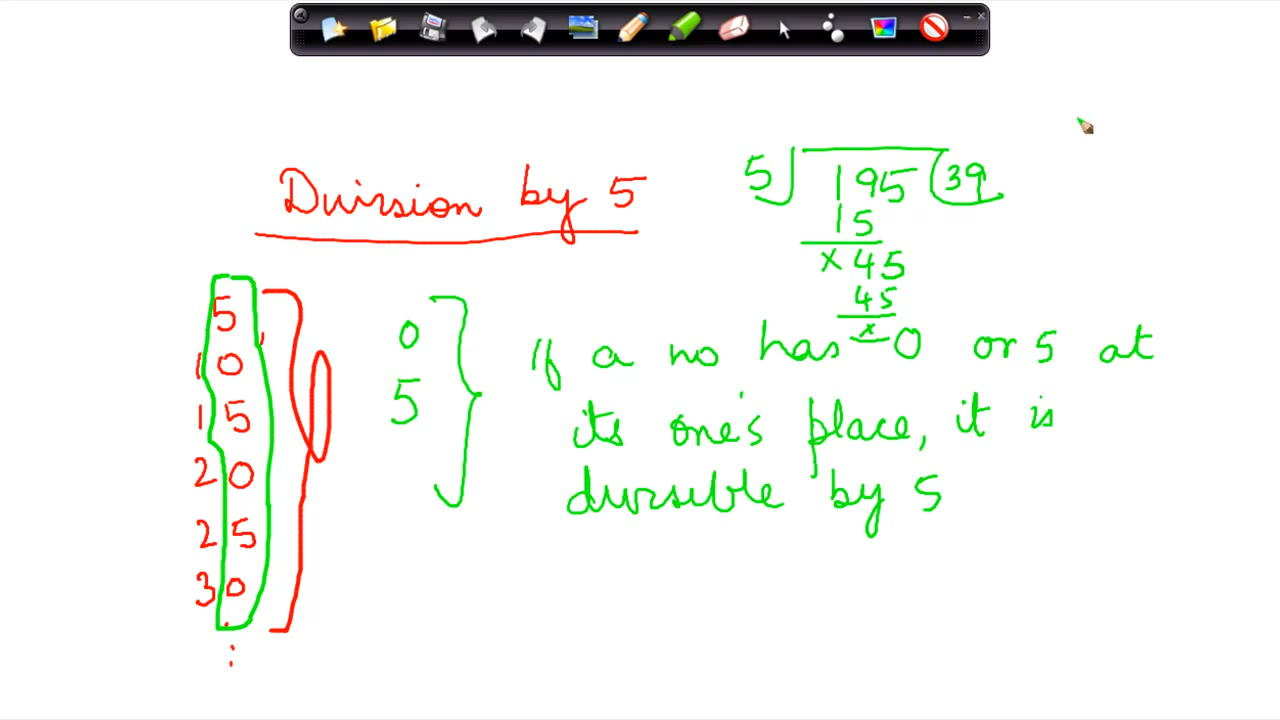 Division by 5
5 195 39
15
x 45
45
x
5
10
15
20
25
30
0
5
If a no has 0 or 5 at
its one's place, it is
divisible by 5